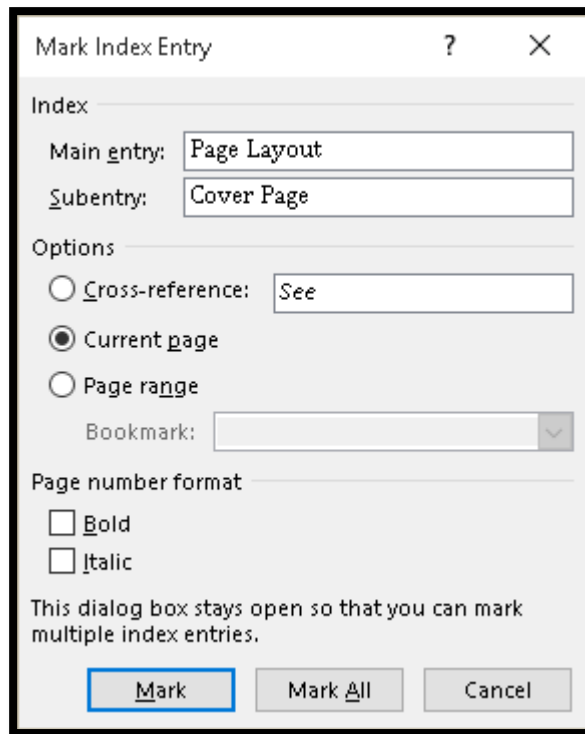 Mark Index Entry ?
Index
Main entry: Page Layout
Subentry: Cover Page
Options
Cross-reference: See
Current page
Page range
Bookmark:
Page number format
Bold
Italic
This dialog box stays open so that you can mark
multiple index entries.
Mark Mark All Cancel